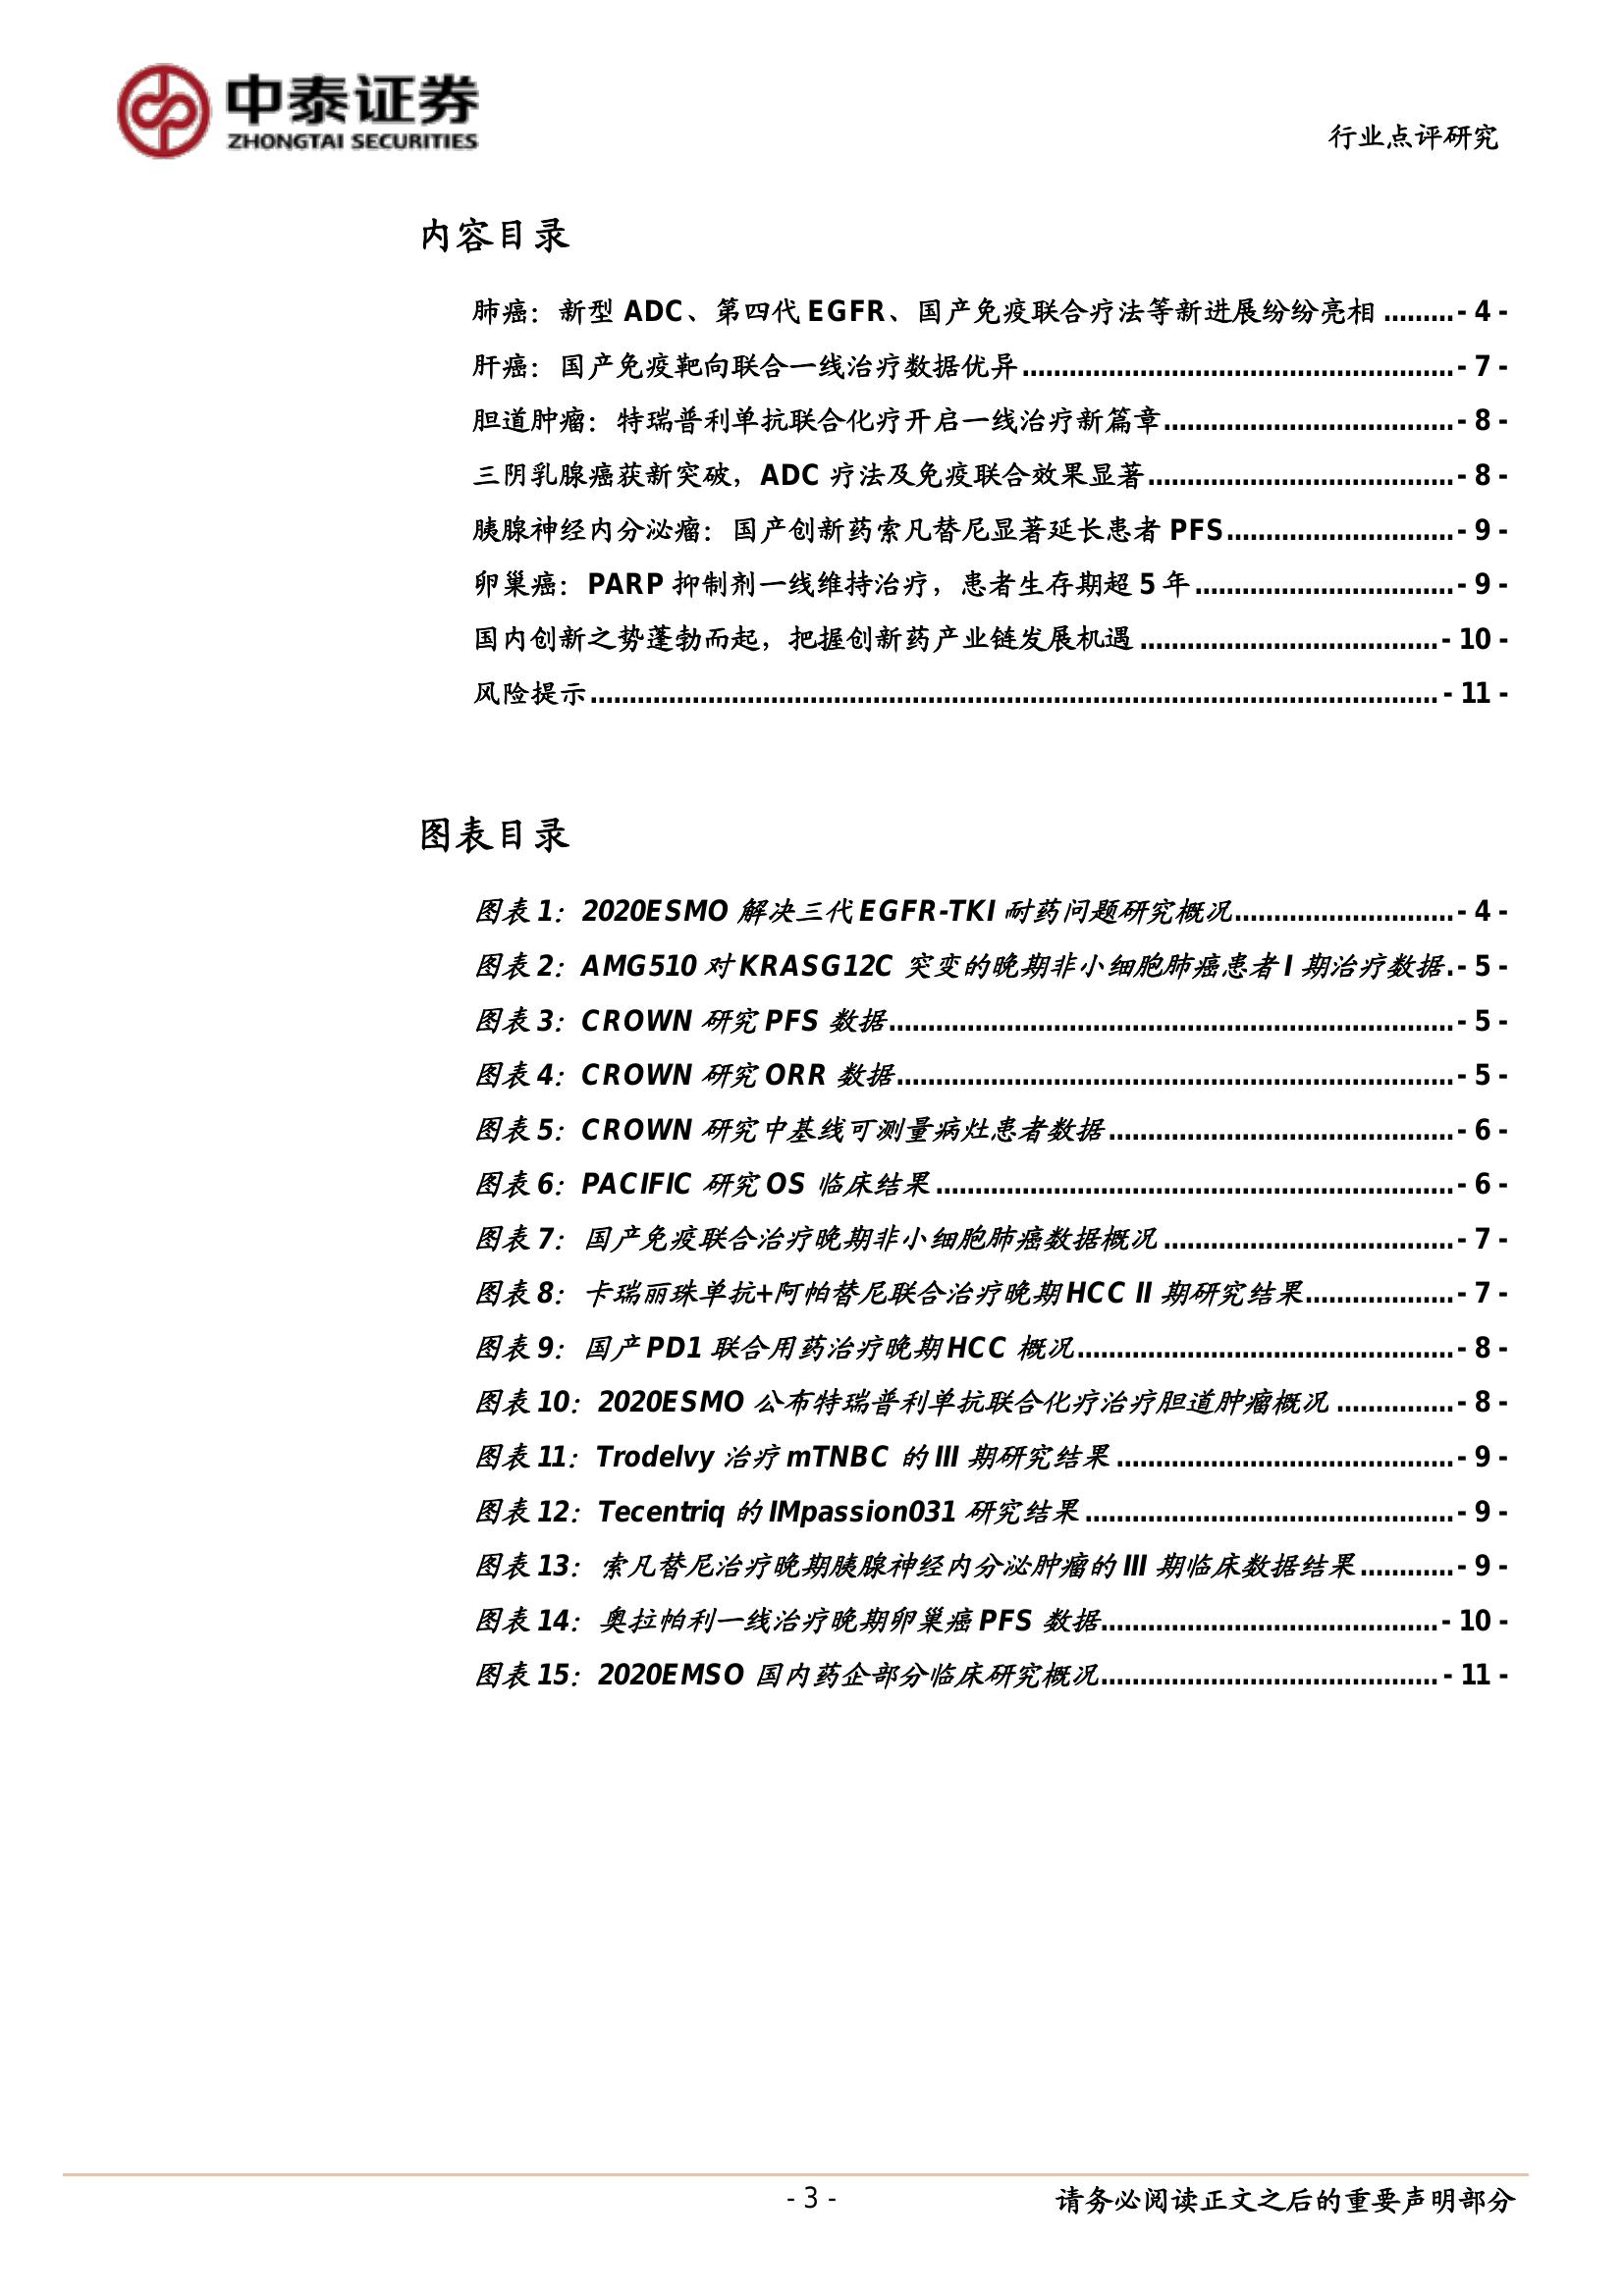 中泰证券
ZHONGTAI SECURITIES
行业点评研究
内容目录
肺癌：新型 ADC、第四代 EGFR、国产免疫联合疗法等新进展纷纷亮相 .........- 4 -
肝癌：国产免疫靶向联合一线治疗数据优异.......................................................- 7 -
胆道肿瘤：特瑞普利单抗联合化疗开启一线治疗新篇章.....................................- 8 -
三阴乳腺癌获新突破，ADC 疗法及免疫联合效果显著.......................................- 8 -
胰腺神经内分泌瘤：国产创新药索凡替尼显著延长患者 PFS.............................- 9 -
卵巢癌：PARP 抑制剂一线维持治疗，患者生存期超 5 年.................................- 9 -
国内创新之势蓬勃而起，把握创新药产业链发展机遇 ......................................- 10 -
风险提示............................................................................................................- 11 -
图表目录
图表 1：2020ESMO 解决三代 EGFR-TKI 耐药问题研究概况............................- 4 -
图表 2：AMG510 对 KRASG12C 突变的晚期非小细胞肺癌患者 I 期治疗数据.- 5 -
图表 3：CROWN 研究 PFS 数据........................................................................- 5 -
图表 4：CROWN 研究 ORR 数据.......................................................................- 5 -
图表 5：CROWN 研究中基线可测量病灶患者数据............................................- 6 -
图表 6：PACIFIC 研究 OS 临床结果..................................................................- 6 -
图表 7：国产免疫联合治疗晚期非小细胞肺癌数据概况.....................................- 7 -
图表 8：卡瑞丽珠单抗+阿帕替尼联合治疗晚期 HCC II 期研究结果...................- 7 -
图表 9：国产 PD1 联合用药治疗晚期 HCC 概况................................................- 8 -
图表 10：2020ESMO 公布特瑞普利单抗联合化疗治疗胆道肿瘤概况...............- 8 -
图表 11：Trodelvy 治疗 mTNBC 的 III 期研究结果...........................................- 9 -
图表 12：Tecentriq 的 IMpassion031 研究结果...............................................- 9 -
图表 13：索凡替尼治疗晚期胰腺神经内分泌肿瘤的 III 期临床数据结果............- 9 -
图表 14：奥拉帕利一线治疗晚期卵巢癌 PFS 数据...........................................- 10 -
图表 15：2020EMSO 国内药企部分临床研究概况...........................................- 11 -
- 3 -
请务必阅读正文之后的重要声明部分